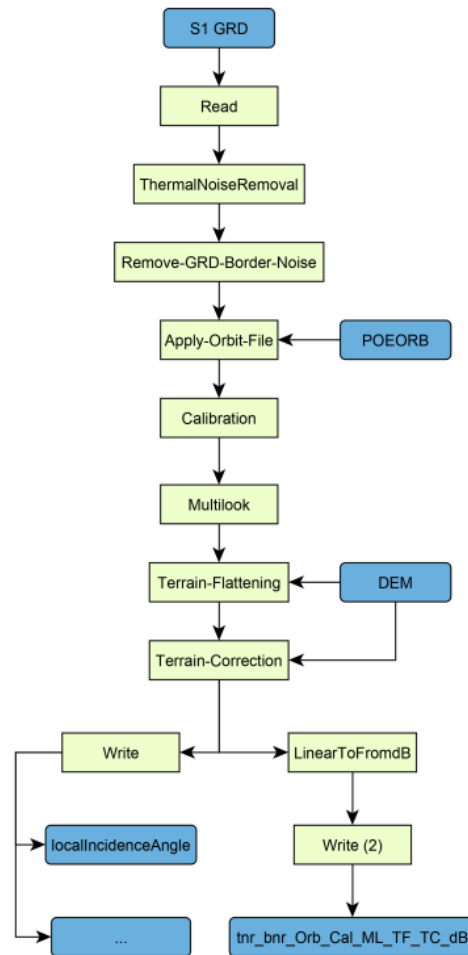 S1 GRD
Read
ThermalNoiseRemoval
Remove-GRD-Border-Noise
Apply-Orbit-File
POEORB
Calibration
Multilook
Terrain-Flattening
DEM
Terrain-Correction
Write
LinearToFromdB
localIncidenceAngle
Write (2)
...
tnr_bnr_Orb_Cal_ML_TF_TC_dB